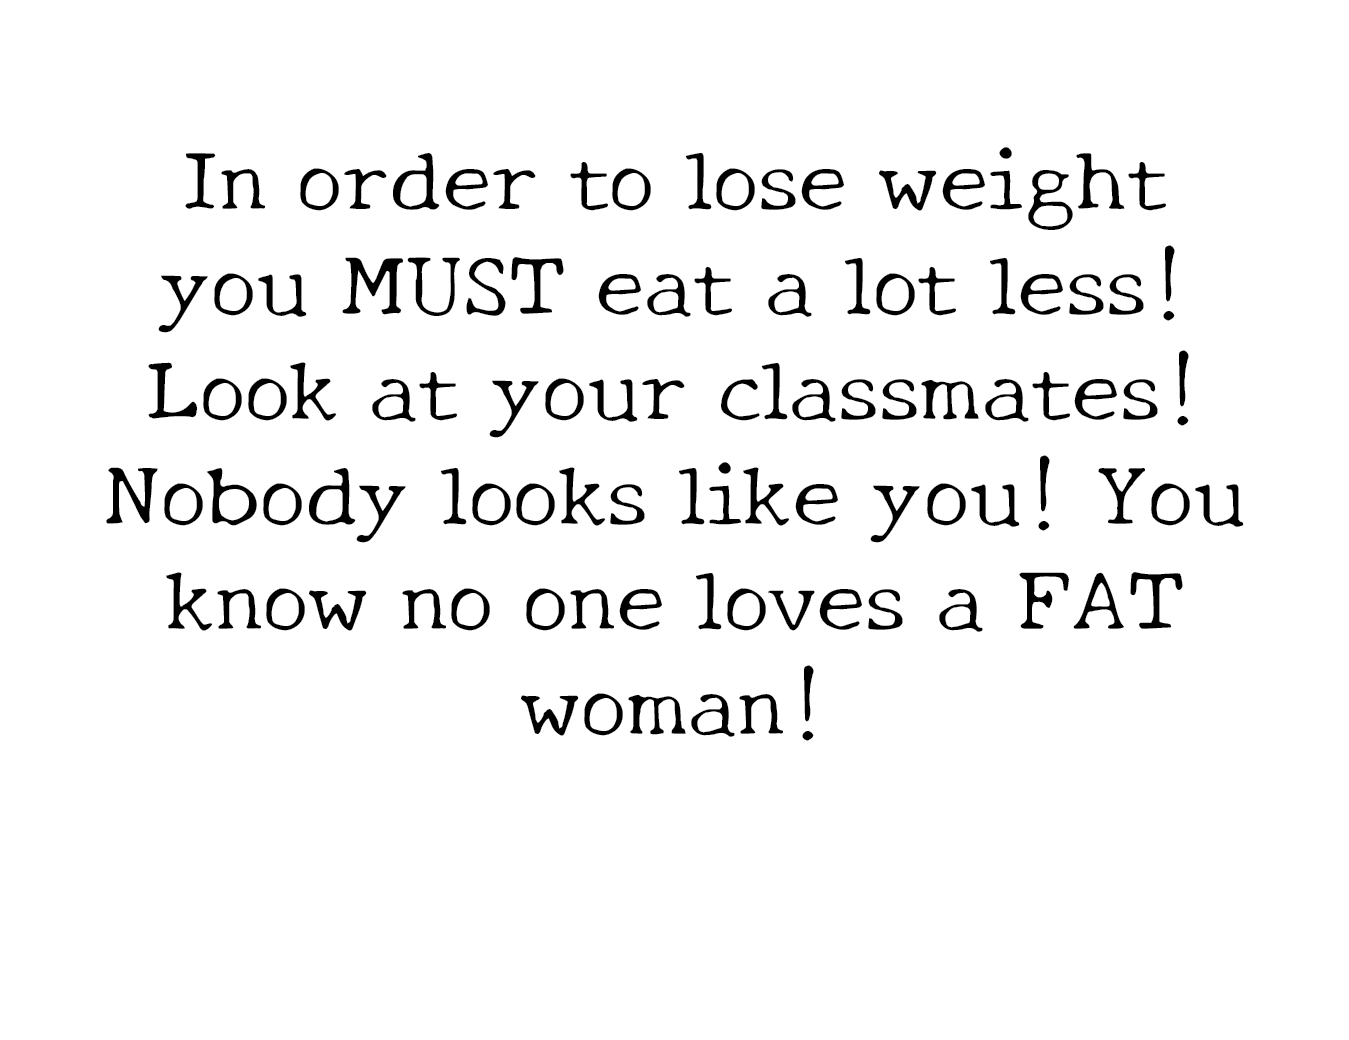 In order to lose weight
you MUST eat a lot less!
Look at your classmates!
Nobody looks like you! You
know no one loves a FAT
woman!